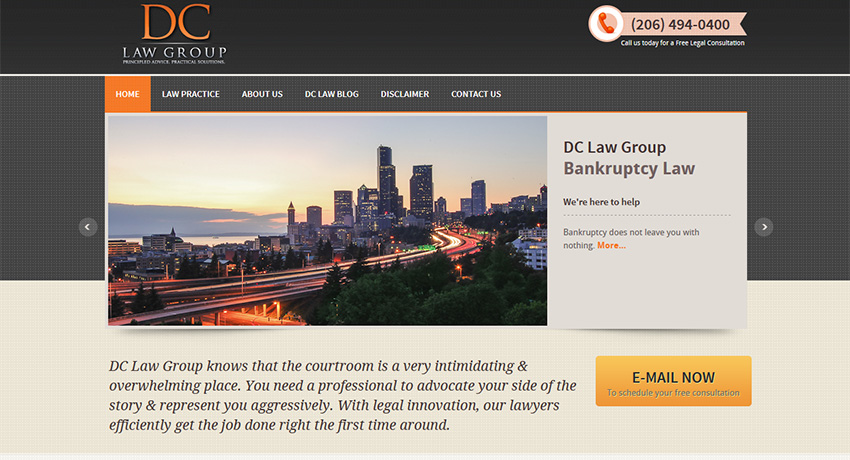 DC
LAW GROUP
PRINCIPLED ADVICE. PRACTICAL SOLUTIONS.
(206) 494-0400
Call us today for a Free Legal Consultation
HOME LAW PRACTICE ABOUT US DC LAW BLOG DISCLAIMER CONTACT US
DC Law Group
Bankruptcy Law
We're here to help
Bankruptcy does not leave you with
nothing. More...
DC Law Group knows that the courtroom is a very intimidating &
overwhelming place. You need a professional to advocate your side of the
story & represent you aggressively. With legal innovation, our lawyers
efficiently get the job done right the first time around.
E-MAIL NOW
To schedule your free consultation